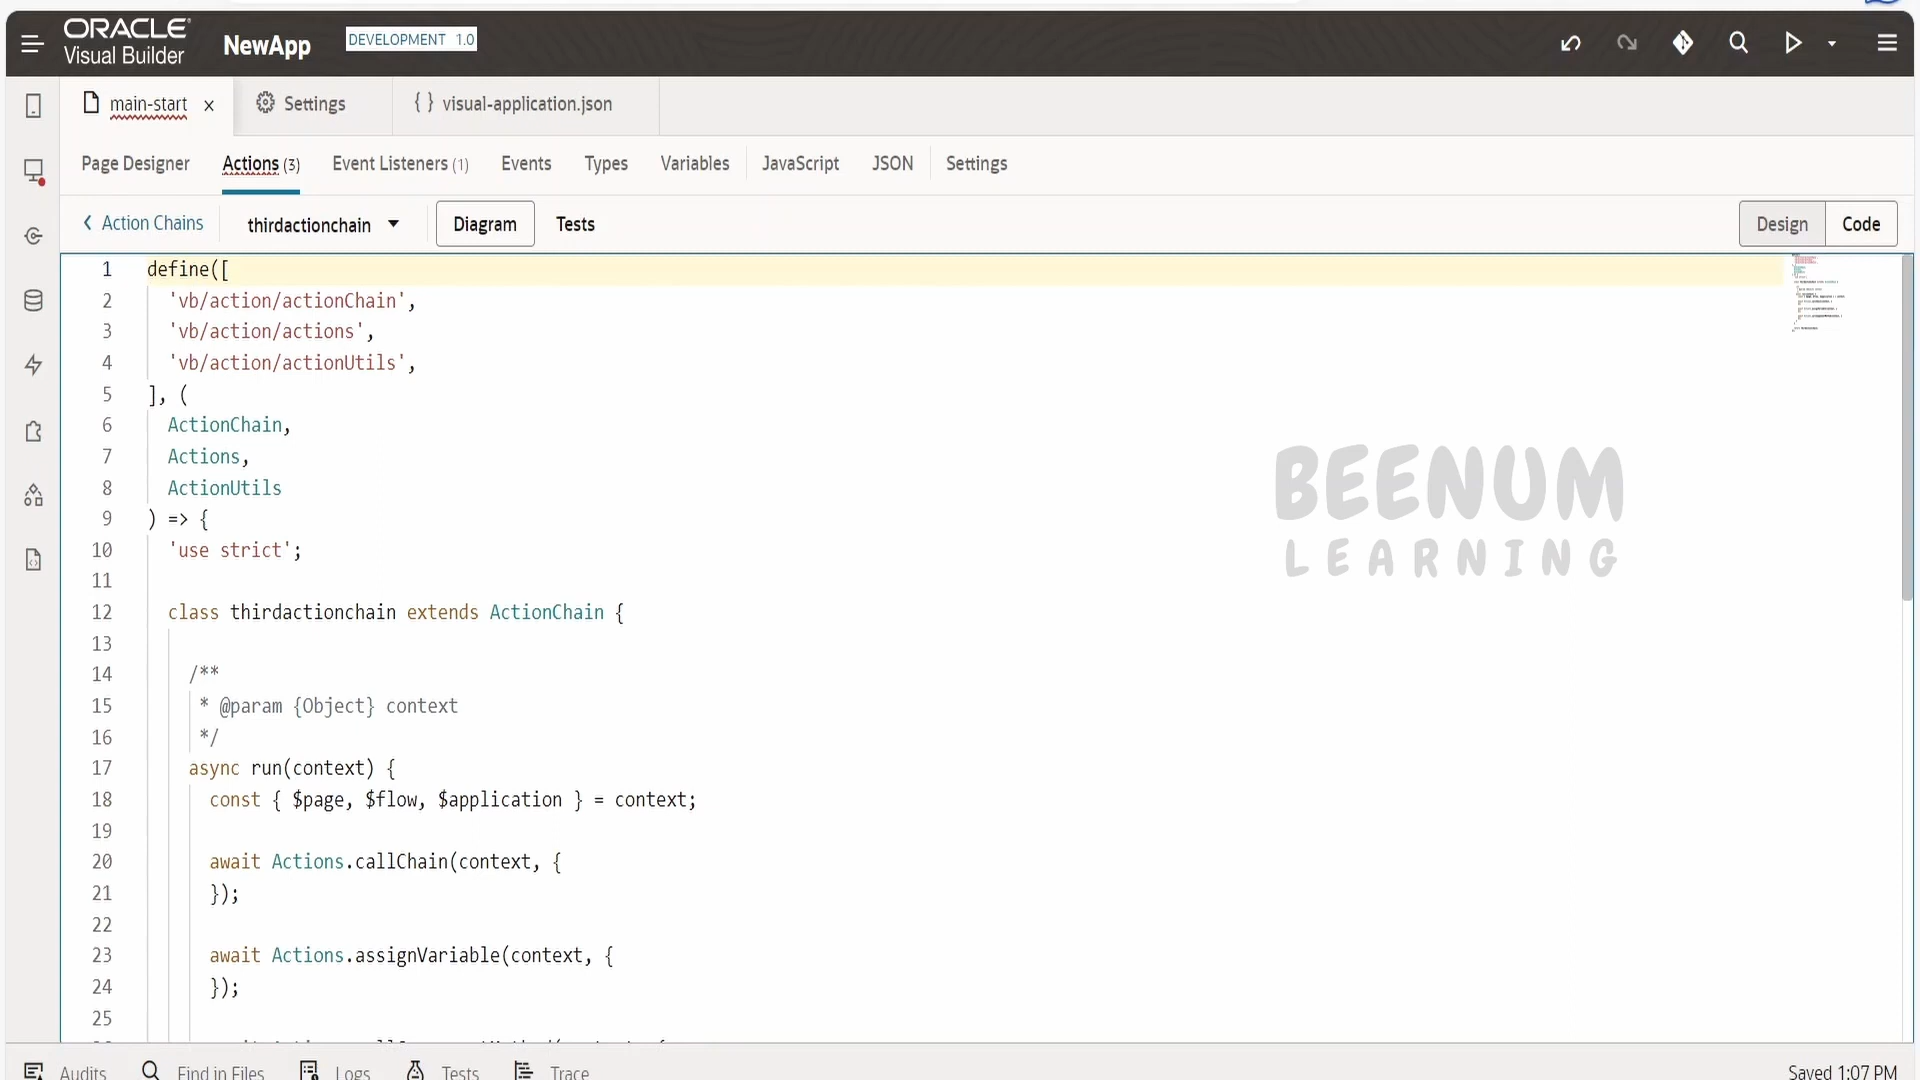 ORACLE
Visual Builder
NewApp
DEVELOPMENT 1.0
main-start
Settings
{ } visual-application.json
Page Designer
Actions (3)
Event Listeners (1)
Events
Types
Variables
JavaScript
JSON
Settings
Action Chains
thirdactionchain
Diagram
Tests
Design
Code
1 define([
2 'vb/action/actionChain',
3 'vb/action/actions',
4 'vb/action/actionUtils',
5 ], (
6 ActionChain,
7 Actions,
8 ActionUtils
9 ) => {
10 'use strict';
11
12 class thirdactionchain extends ActionChain {
13
14 /**
15 * @param {Object} context
16 */
17 async run(context) {
18 const { $page, $flow, $application } = context;
19
20 await Actions.callChain(context, {
21 });
22
23 await Actions.assignVariable(context, {
24 });
25
BEENUM
LEARNING
Audits
Find in Files
Logs
Tests
Trace
Saved 1:07 PM